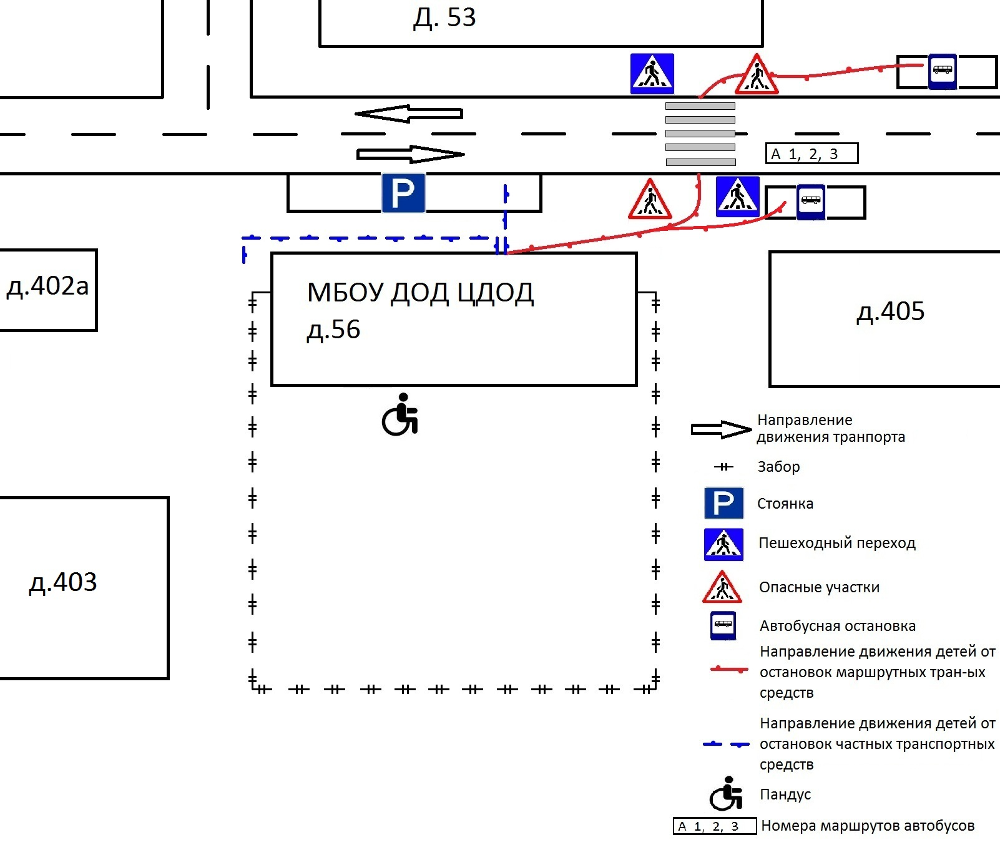 Д. 53
А 1, 2, 3
P
д.402а
МБОУ ДОД ЦДОД
д.56
д.405
д.403
Направление
движения транпорта
Забор
P
Стоянка
Пешеходный переход
Опасные участки
Автобусная остановка
Направление движения детей от
остановок маршрутных тран-ых
средств
Направление движения детей от
остановок частных транспортных
средств
Пандус
А 1, 2, 3
Номера маршрутов автобусов